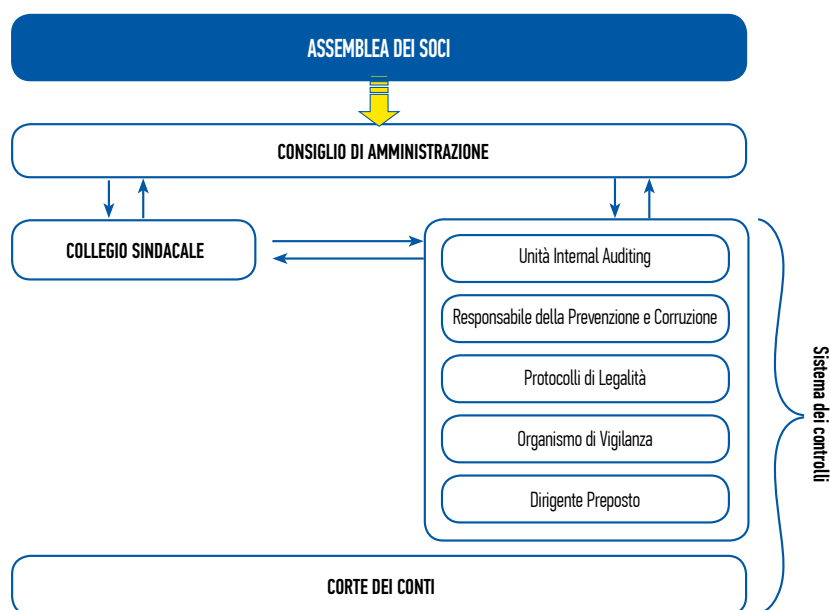 ASSEMBLEA DEI SOCI
CONSIGLIO DI AMMINISTRAZIONE
COLLEGIO SINDACALE
Unità Internal Auditing
Responsabile della Prevenzione e Corruzione
Protocolli di Legalità
Organismo di Vigilanza
Dirigente Preposto
Sistema dei controlli
CORTE DEI CONTI